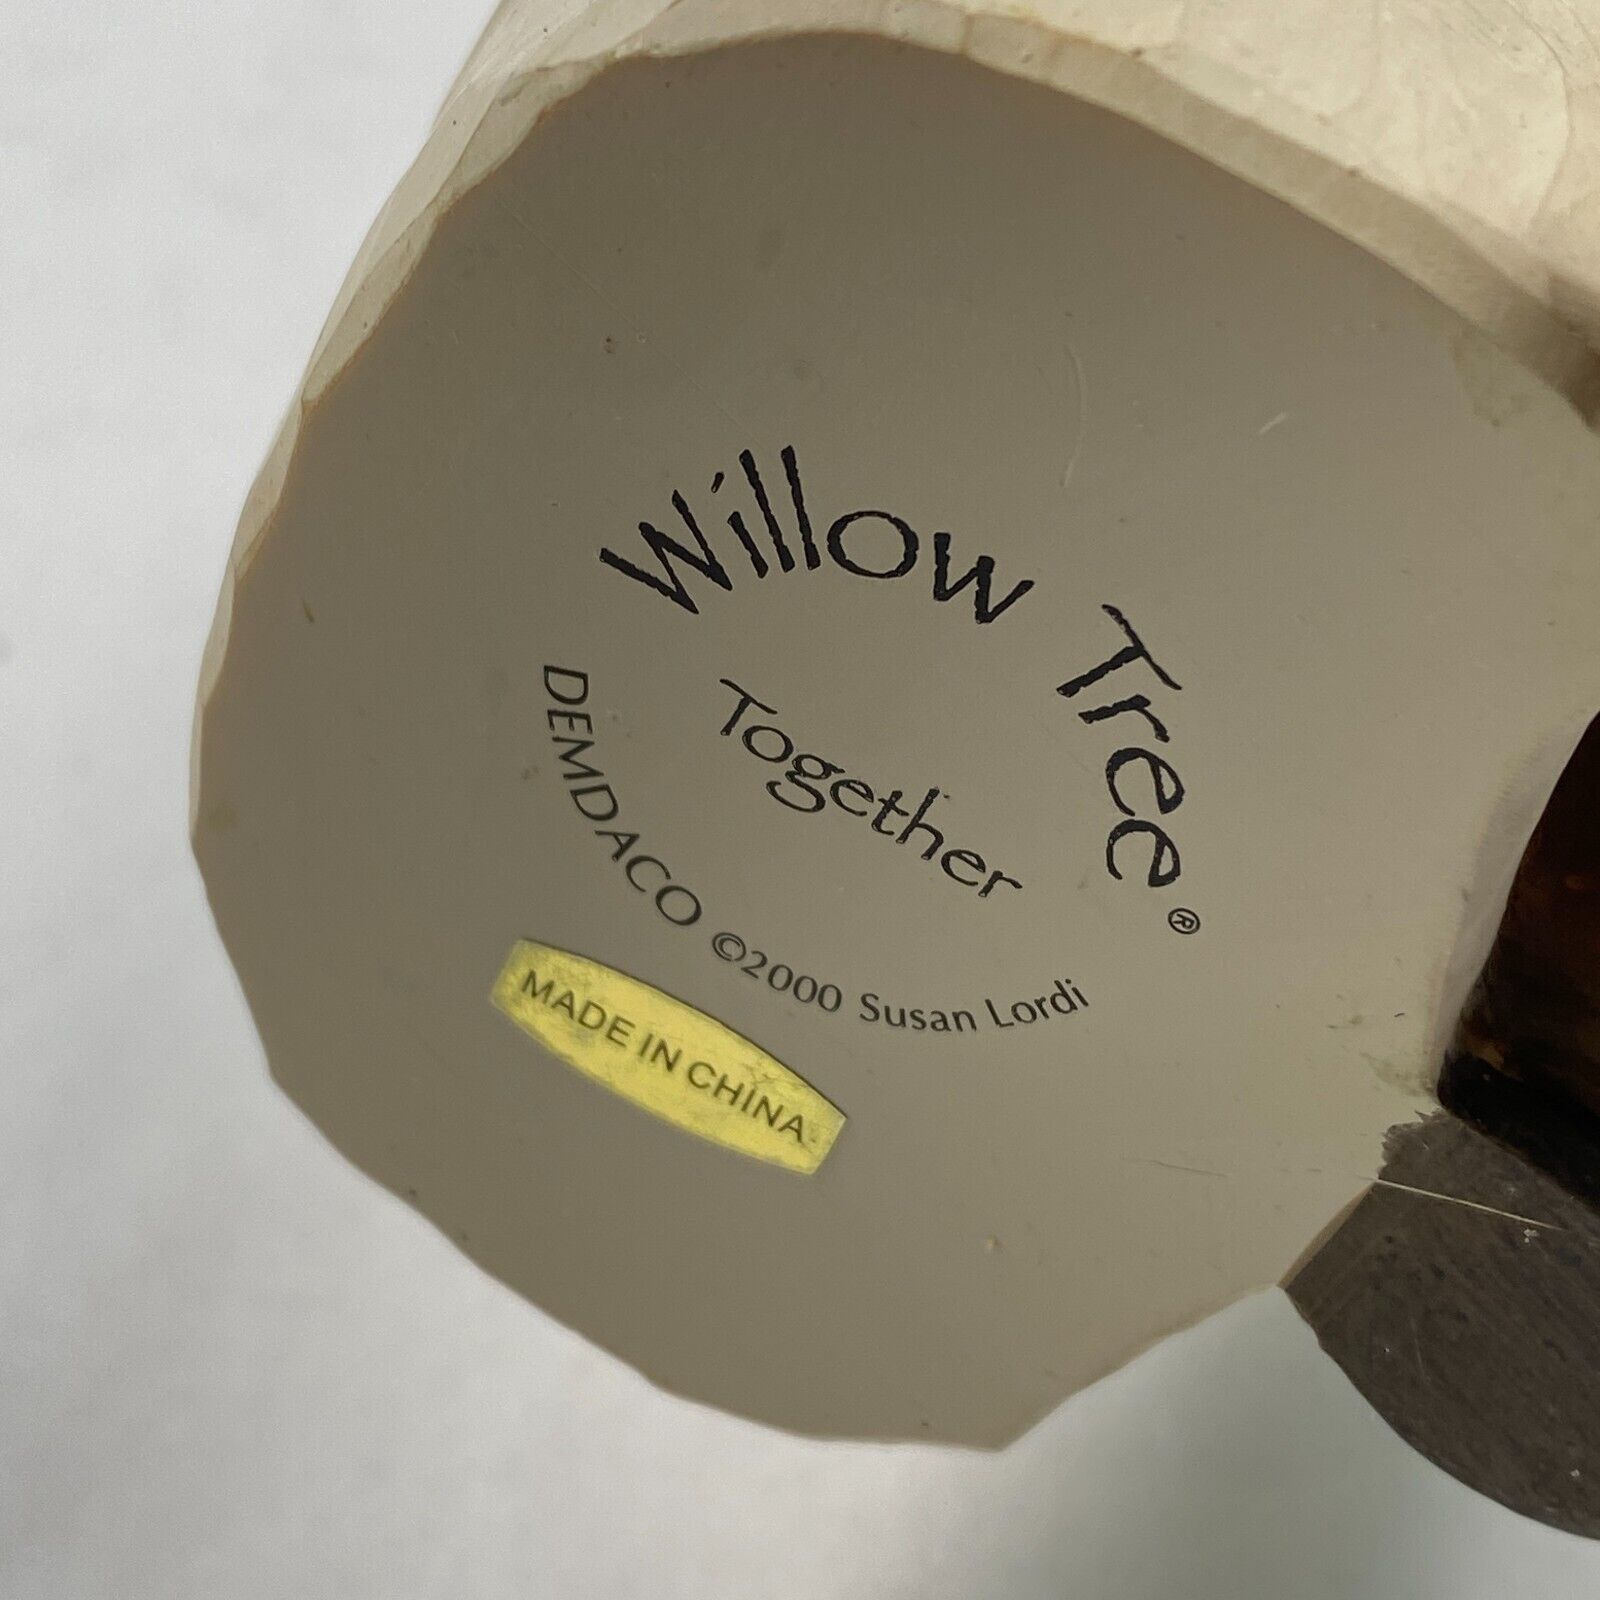 Willow Tree®
Together
DEMDACO ©2000 Susan Lordi
MADE IN CHINA